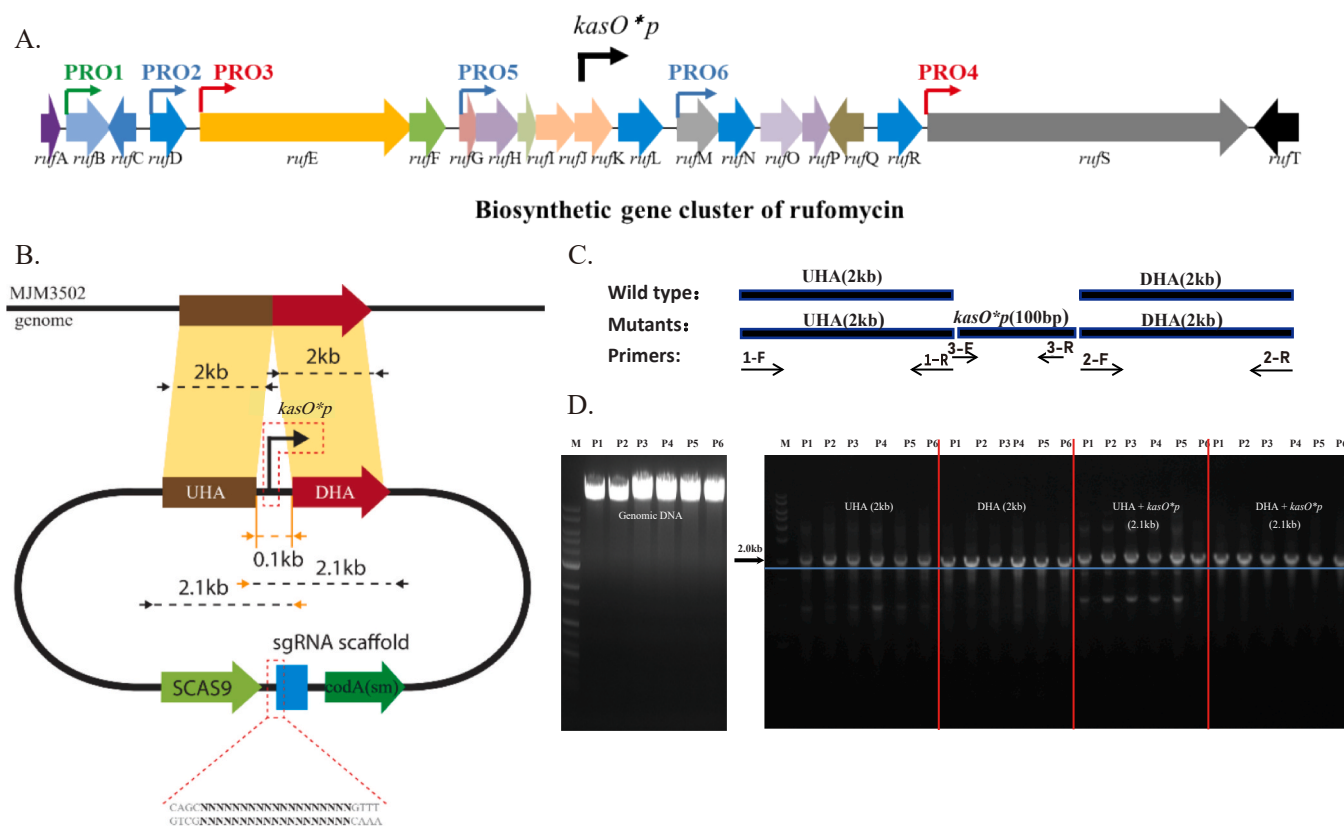 A.
kasO*p
PRO1 PRO2 PRO3 PRO5 PRO6 PRO4
rufA rufB rufC rufD rufE rufF rufG rufH rufI rufJ rufK rufL rufM rufN rufO rufP rufQ rufR rufS rufT
Biosynthetic gene cluster of rufomycin
B.
MJM3502
genome
2kb
2kb
kasO*p
UHA
DHA
0.1kb
2.1kb
2.1kb
sgRNA scaffold
SCAS9
codA(sm)
CAGCNNNNNNNNNNNNNNNNNNNNGTTT
GTCGNNNNNNNNNNNNNNNNNNNNCAAA
C.
UHA(2kb) DHA(2kb)
Wild type:
UHA(2kb) kasO*p(100bp) DHA(2kb)
Mutants:
Primers:
1-F 1-R 3-F 3-R 2-F 2-R
D.
M P1 P2 P3 P4 P5 P6
Genomic DNA
M P1 P2 P3 P4 P5 P6 P1 P2 P3 P4 P5 P6 P1 P2 P3 P4 P5 P6 P1 P2 P3 P4 P5 P6
UHA (2kb) DHA (2kb) UHA + kasO*p DHA + kasO*p
(2.1kb) (2.1kb)
2.0kb